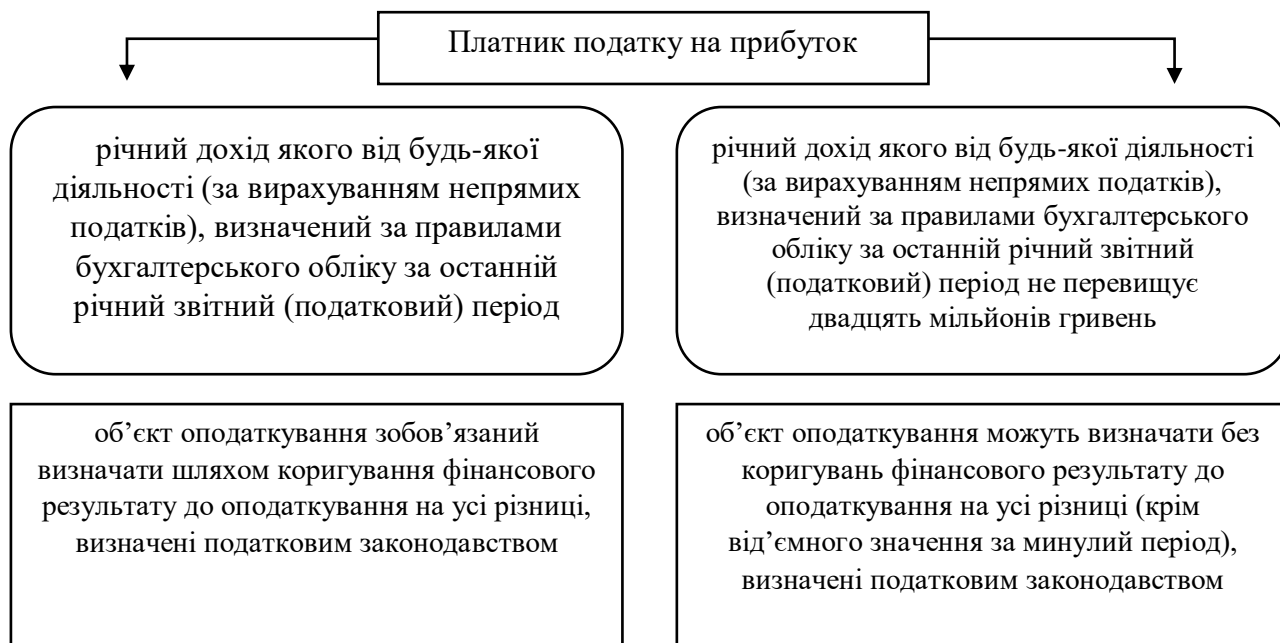 Платник податку на прибуток
річний дохід якого від будь-якої
діяльності (за вирахуванням непрямих
податків), визначений за правилами
бухгалтерського обліку за останній
річний звітний (податковий) період
річний дохід якого від будь-якої діяльності
(за вирахуванням непрямих податків),
визначений за правилами бухгалтерського
обліку за останній річний звітний
(податковий) період не перевищує
двадцять мільйонів гривень
об’єкт оподаткування зобов’язаний
визначати шляхом коригування фінансового
результату до оподаткування на усі різниці,
визначені податковим законодавством
об’єкт оподаткування можуть визначати без
коригувань фінансового результату до
оподаткування на усі різниці (крім
від’ємного значення за минулий період),
визначені податковим законодавством